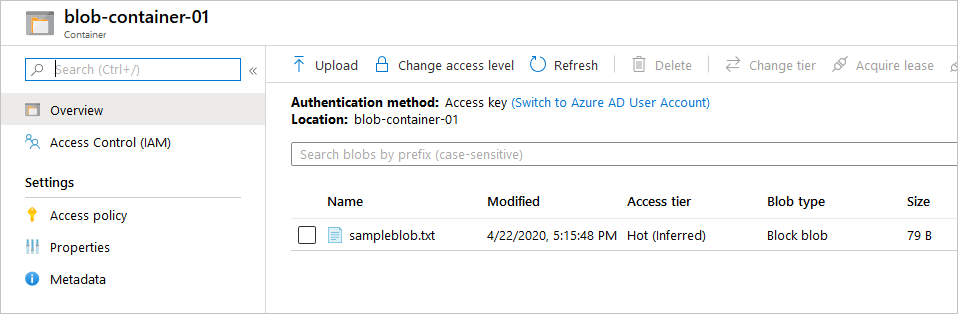 blob-container-01
Container
Search (Ctrl+/)
«
Overview
Access Control (IAM)
Settings
Access policy
Properties
Metadata
Upload Change access level Refresh Delete Change tier Acquire lease
Authentication method: Access key (Switch to Azure AD User Account)
Location: blob-container-01
Search blobs by prefix (case-sensitive)
Name Modified Access tier Blob type Size
sampleblob.txt 4/22/2020, 5:15:48 PM Hot (Inferred) Block blob 79 B